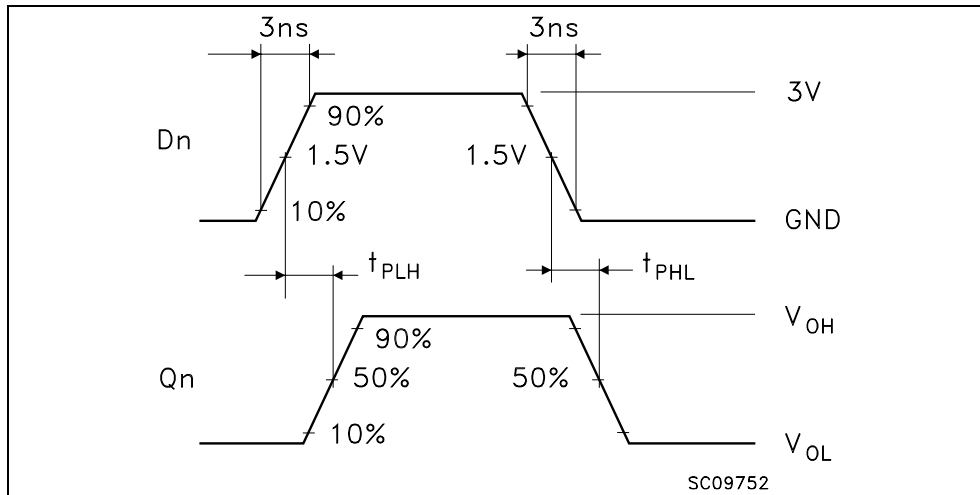 3ns 3ns
3V
90%
Dn
1.5V 1.5V
10%
GND
tPLH tPHL
VOH
90%
Qn 50% 50%
10%
VOL
SC09752